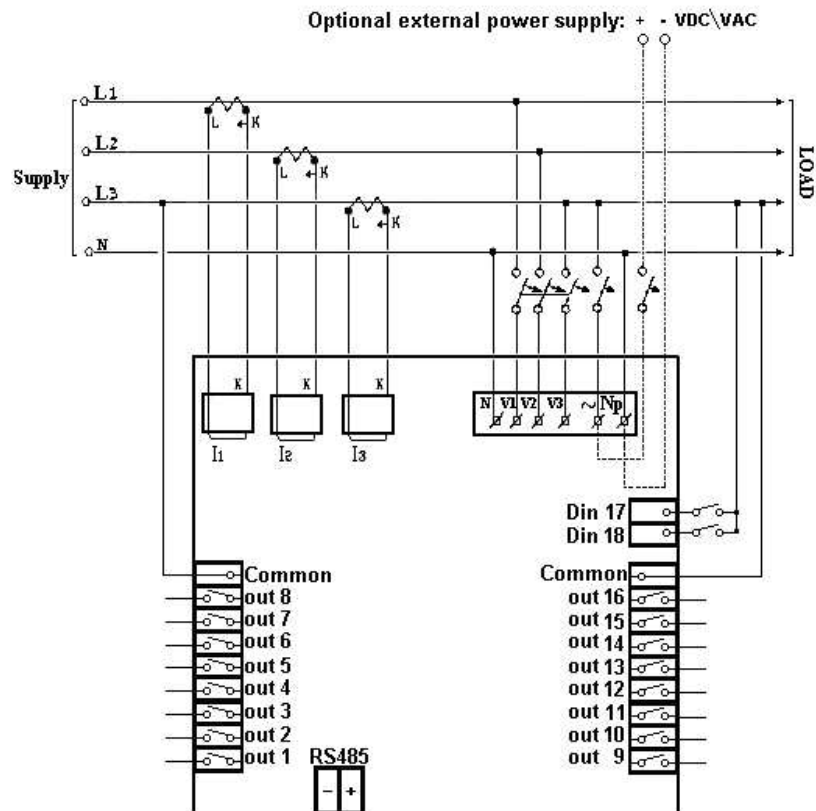 Optional external power supply: + - VDC\VAC
L1
L K
L2
L K
Supply
L3
L K
LOAD
N
K K K
N V1 V2 V3 ~ Np
I1 I2 I3
Din 17
Din 18
Common
out 8
out 7
out 6
out 5
out 4
out 3
out 2
out 1
Common
out 16
out 15
out 14
out 13
out 12
out 11
out 10
out 9
RS485
- +